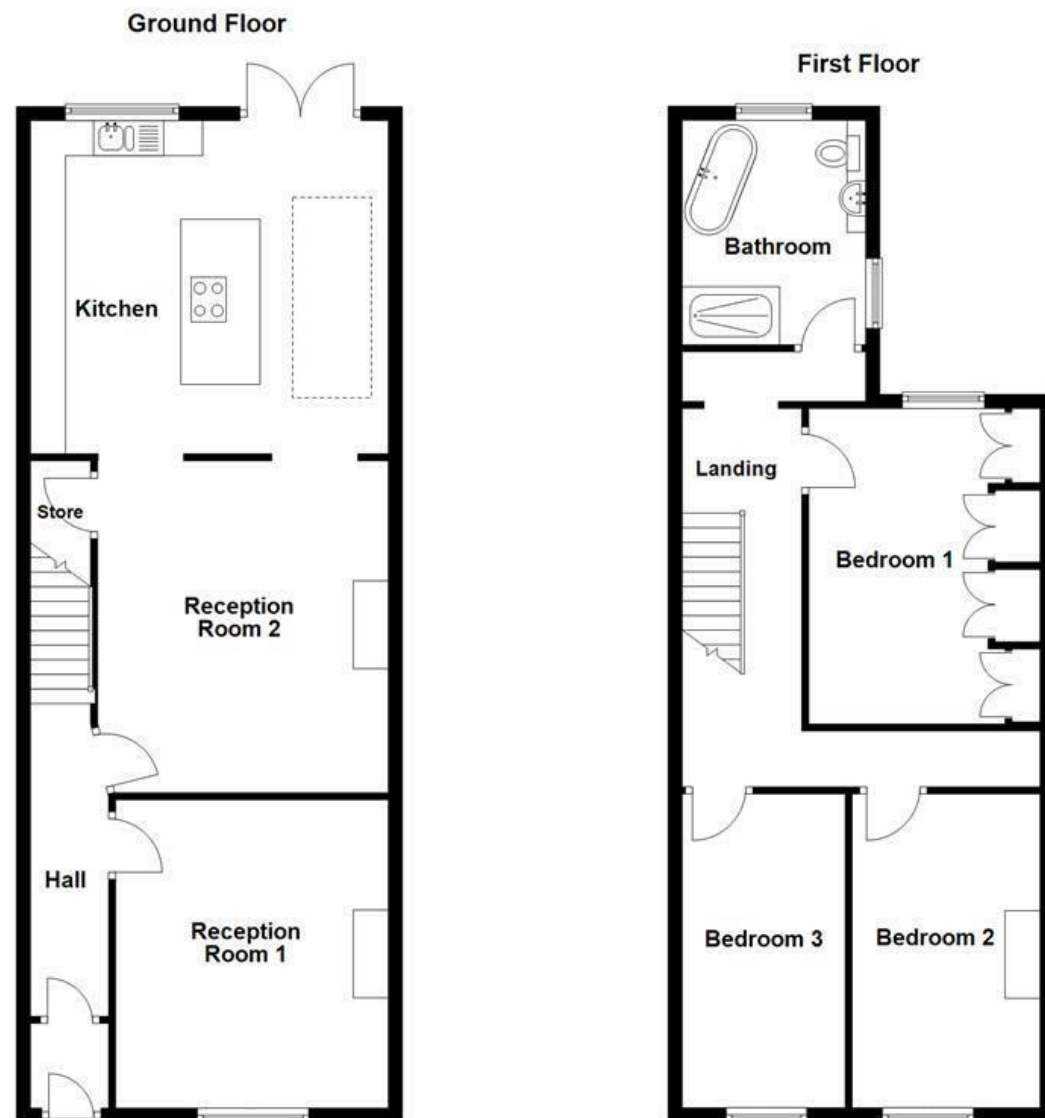 Ground Floor
Kitchen
Store
Reception
Room 2
Hall
Reception
Room 1
First Floor
Bathroom
Landing
Bedroom 1
Bedroom 3
Bedroom 2